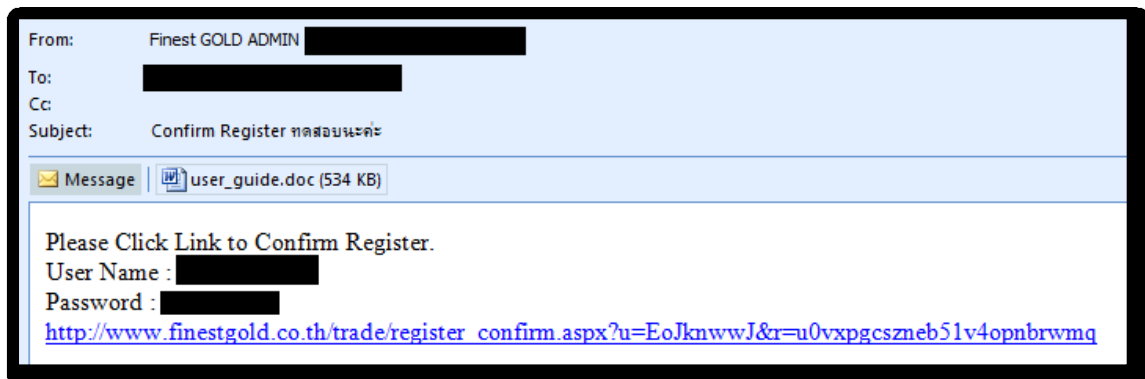 From: Finest GOLD ADMIN
To:
Cc:
Subject: Confirm Register ทดสอบนะค่ะ
Message user_guide.doc (534 KB)
Please Click Link to Confirm Register.
User Name :
Password :
http://www.finestgold.co.th/trade/register_confirm.aspx?u=EoJknwwJ&r=u0vxpgcszneb51v4opnbrwmq